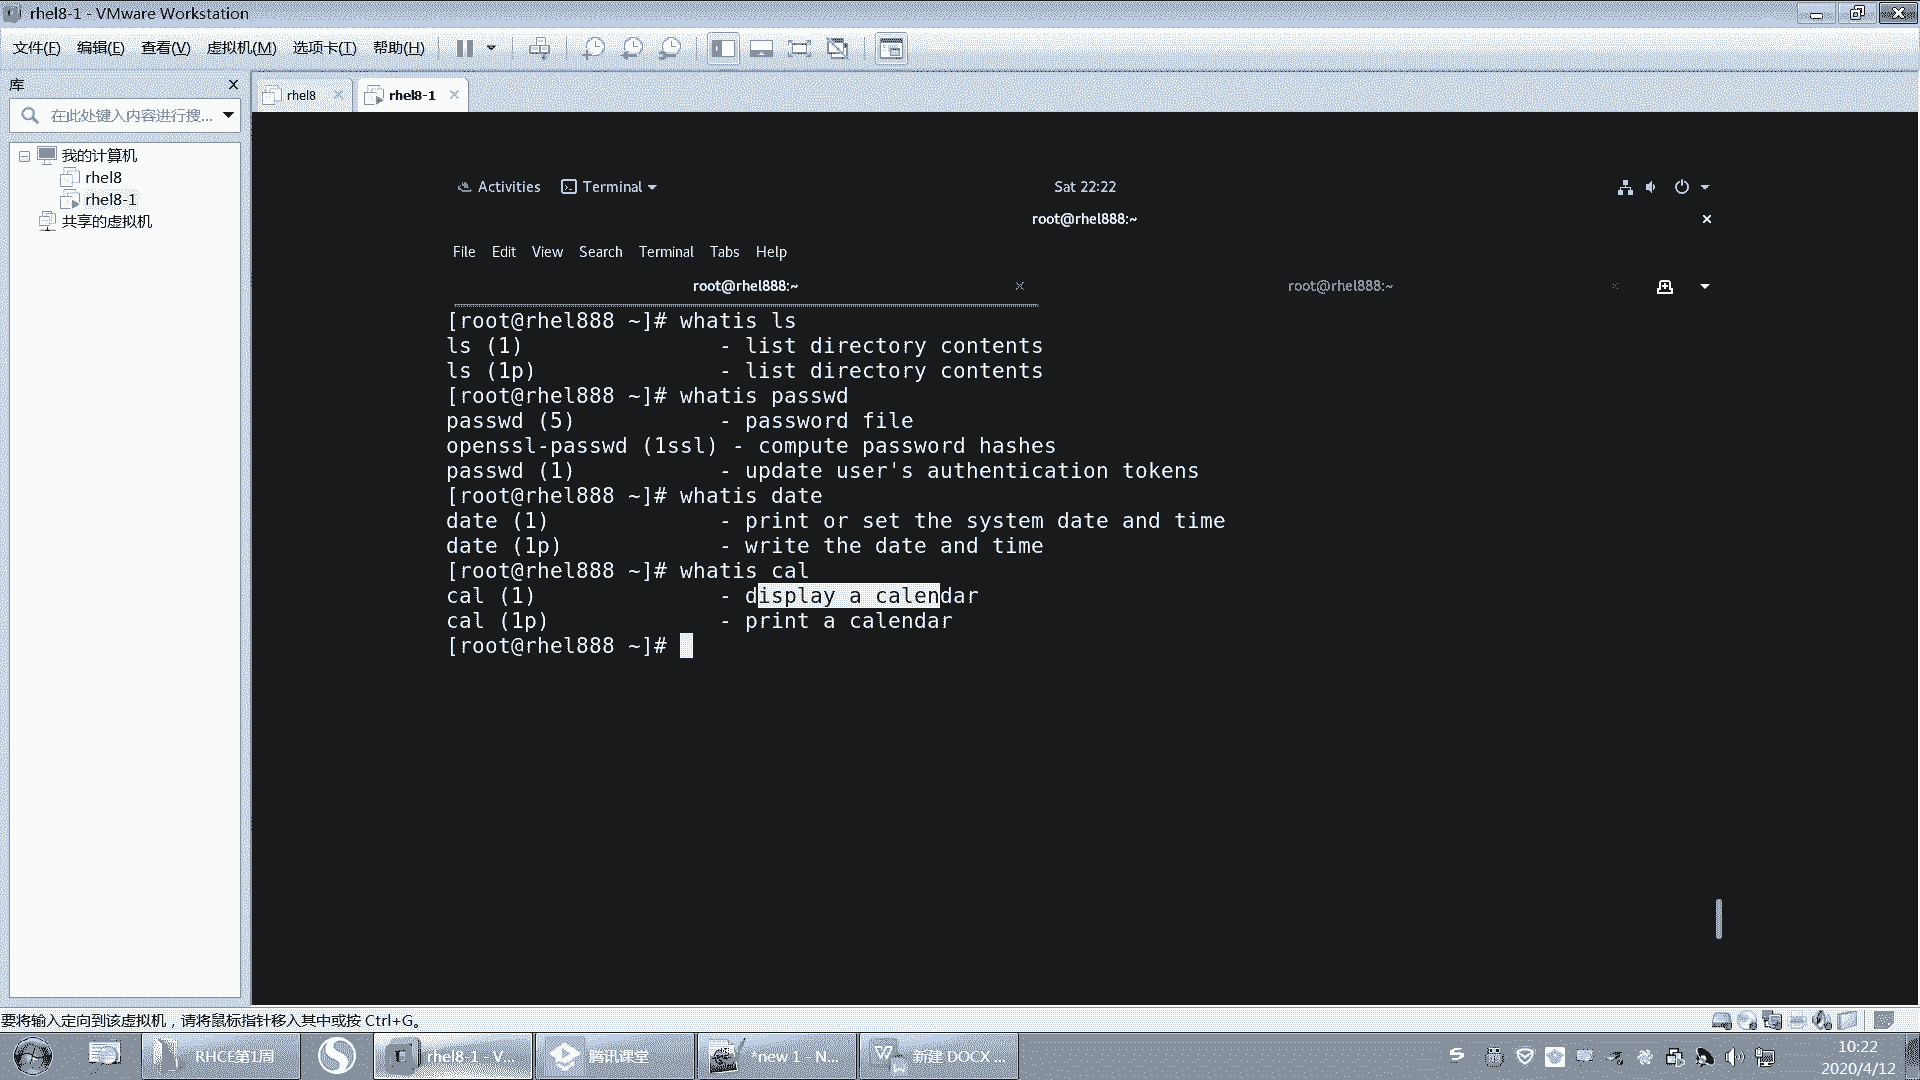 rhel8-1 - VMware Workstation
文件(F) 编辑(E) 查看(V) 虚拟机(M) 选项卡(T) 帮助(H)
库
在此处键入内容进行搜...
我的计算机
rhel8
rhel8-1
共享的虚拟机
rhel8
rhel8-1
Activities Terminal Sat 22:22
root@rhel888:~
File Edit View Search Terminal Tabs Help
root@rhel888:~ root@rhel888:~
[root@rhel888 ~]# whatis ls
ls (1) - list directory contents
ls (1p) - list directory contents
[root@rhel888 ~]# whatis passwd
passwd (5) - password file
openssl-passwd (1ssl) - compute password hashes
passwd (1) - update user's authentication tokens
[root@rhel888 ~]# whatis date
date (1) - print or set the system date and time
date (1p) - write the date and time
[root@rhel888 ~]# whatis cal
cal (1) - display a calendar
cal (1p) - print a calendar
[root@rhel888 ~]#
要将输入定向到该虚拟机，请将鼠标指针移入其中或按 Ctrl+G。
RHCE第1周
rhel8-1 - V...
腾讯课堂
*new 1 - N...
新建 DOCX ...
10:22
2020/4/12